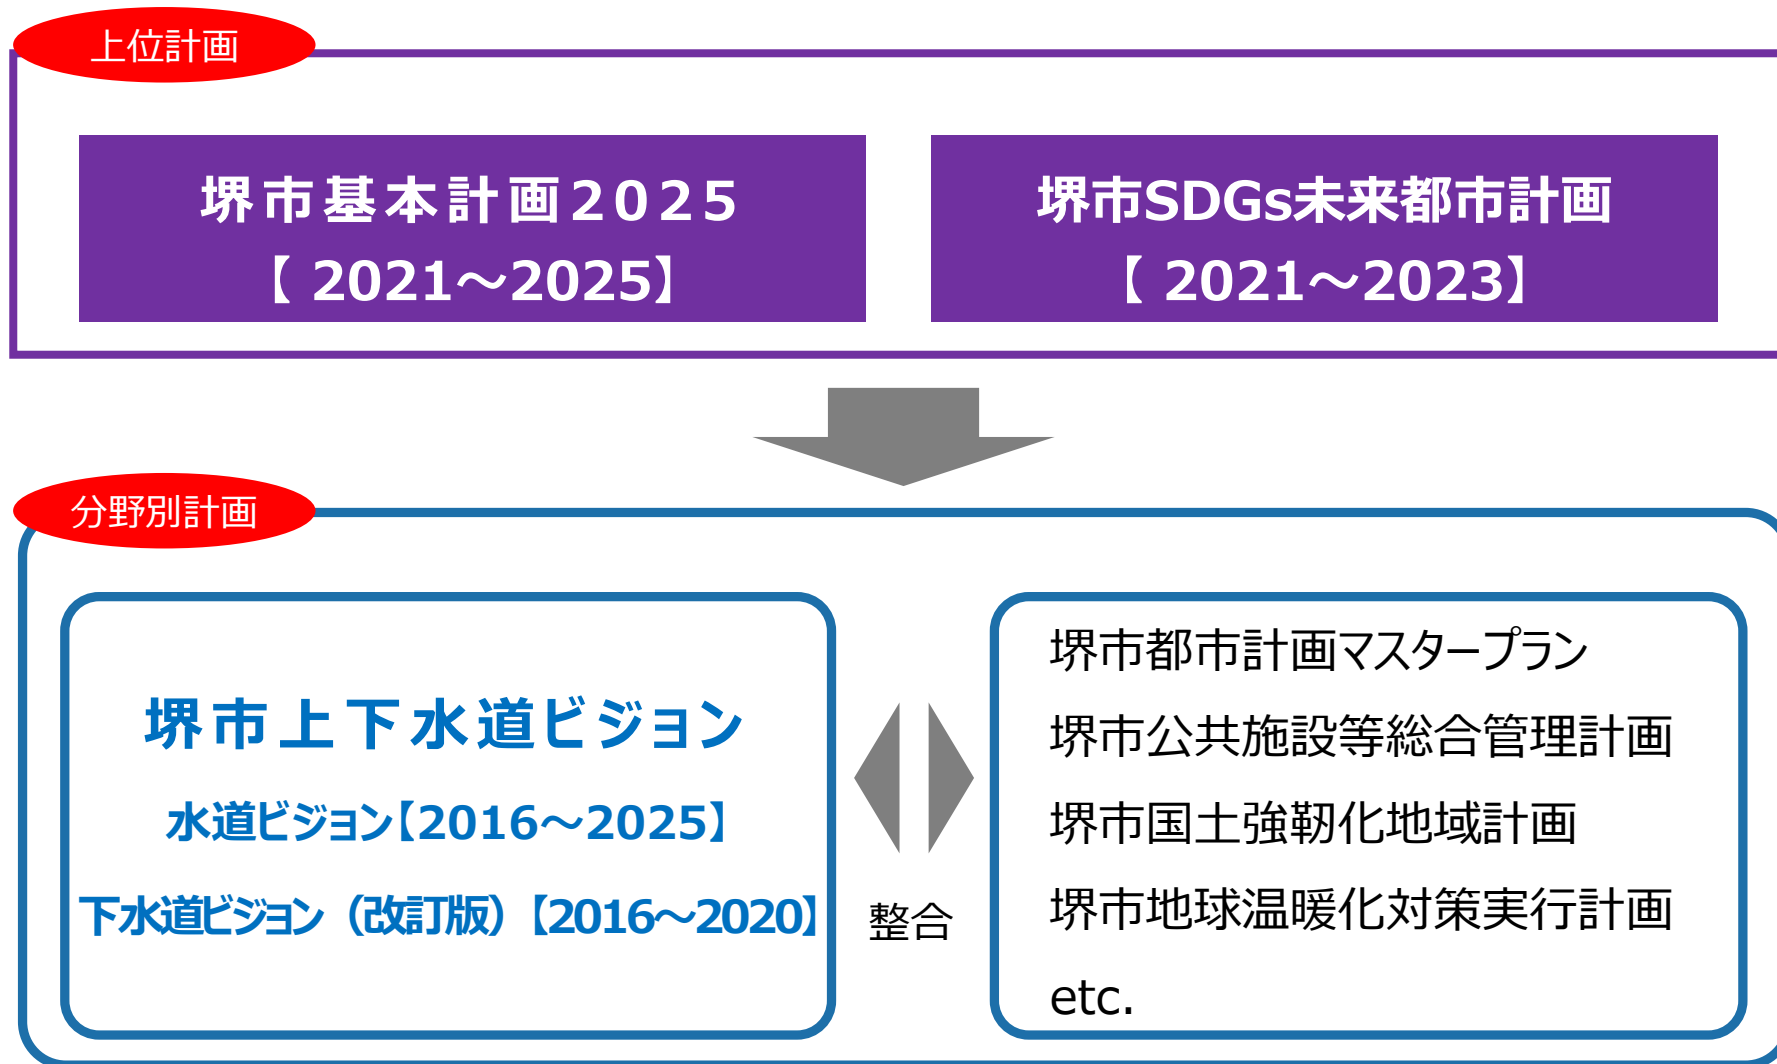 上位計画
堺市基本計画2025
【 2021～2025】
堺市SDGs未来都市計画
【 2021～2023】
分野別計画
堺市上下水道ビジョン
水道ビジョン【2016～2025】
下水道ビジョン（改訂版）【2016～2020】
整合
堺市都市計画マスタープラン
堺市公共施設等総合管理計画
堺市国土強靭化地域計画
堺市地球温暖化対策実行計画
etc.